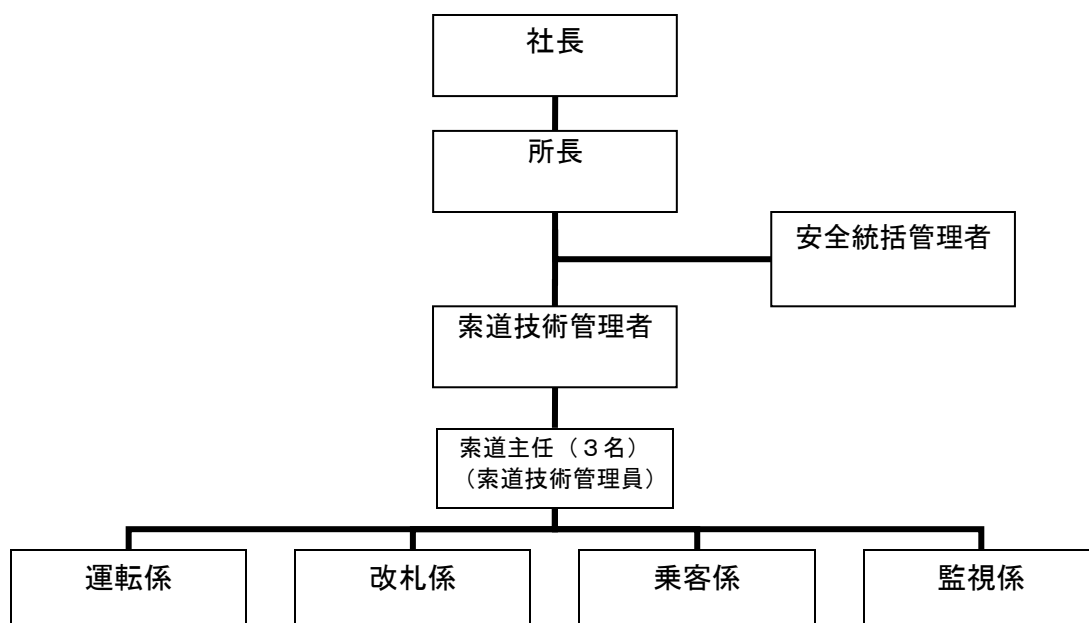 社長
所長
安全統括管理者
索道技術管理者
索道主任（３名）
（索道技術管理員）
運転係
改札係
乗客係
監視係